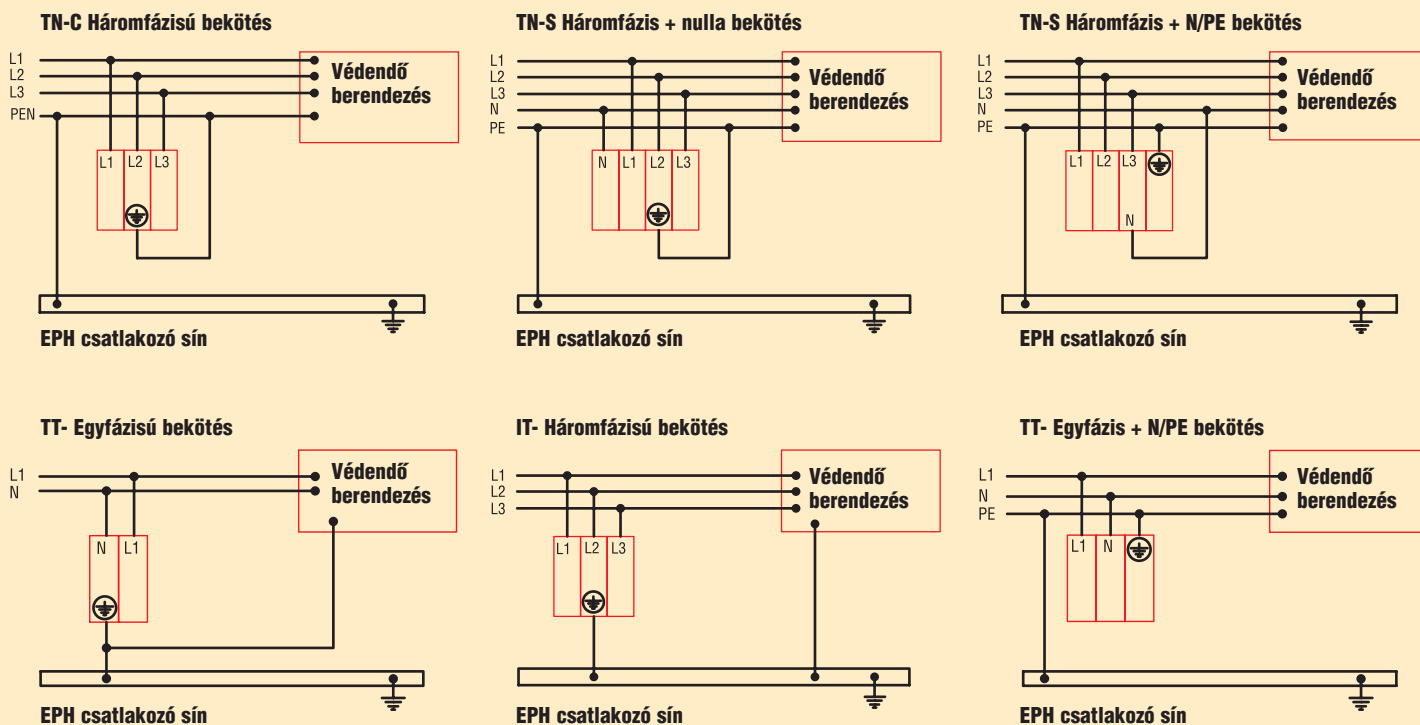 TN-C Háromfázisú bekötés
L1
L2
L3
PEN
Védendő
berendezés
L1 L2 L3
EPH csatlakozó sín
TN-S Háromfázis + nulla bekötés
L1
L2
L3
N
PE
Védendő
berendezés
N L1 L2 L3
EPH csatlakozó sín
TN-S Háromfázis + N/PE bekötés
L1
L2
L3
N
PE
Védendő
berendezés
L1 L2 L3
N
EPH csatlakozó sín
TT- Egyfázisú bekötés
L1
N
Védendő
berendezés
N L1
EPH csatlakozó sín
IT- Háromfázisú bekötés
L1
L2
L3
Védendő
berendezés
L1 L2 L3
EPH csatlakozó sín
TT- Egyfázis + N/PE bekötés
L1
N
PE
Védendő
berendezés
L1 N
EPH csatlakozó sín